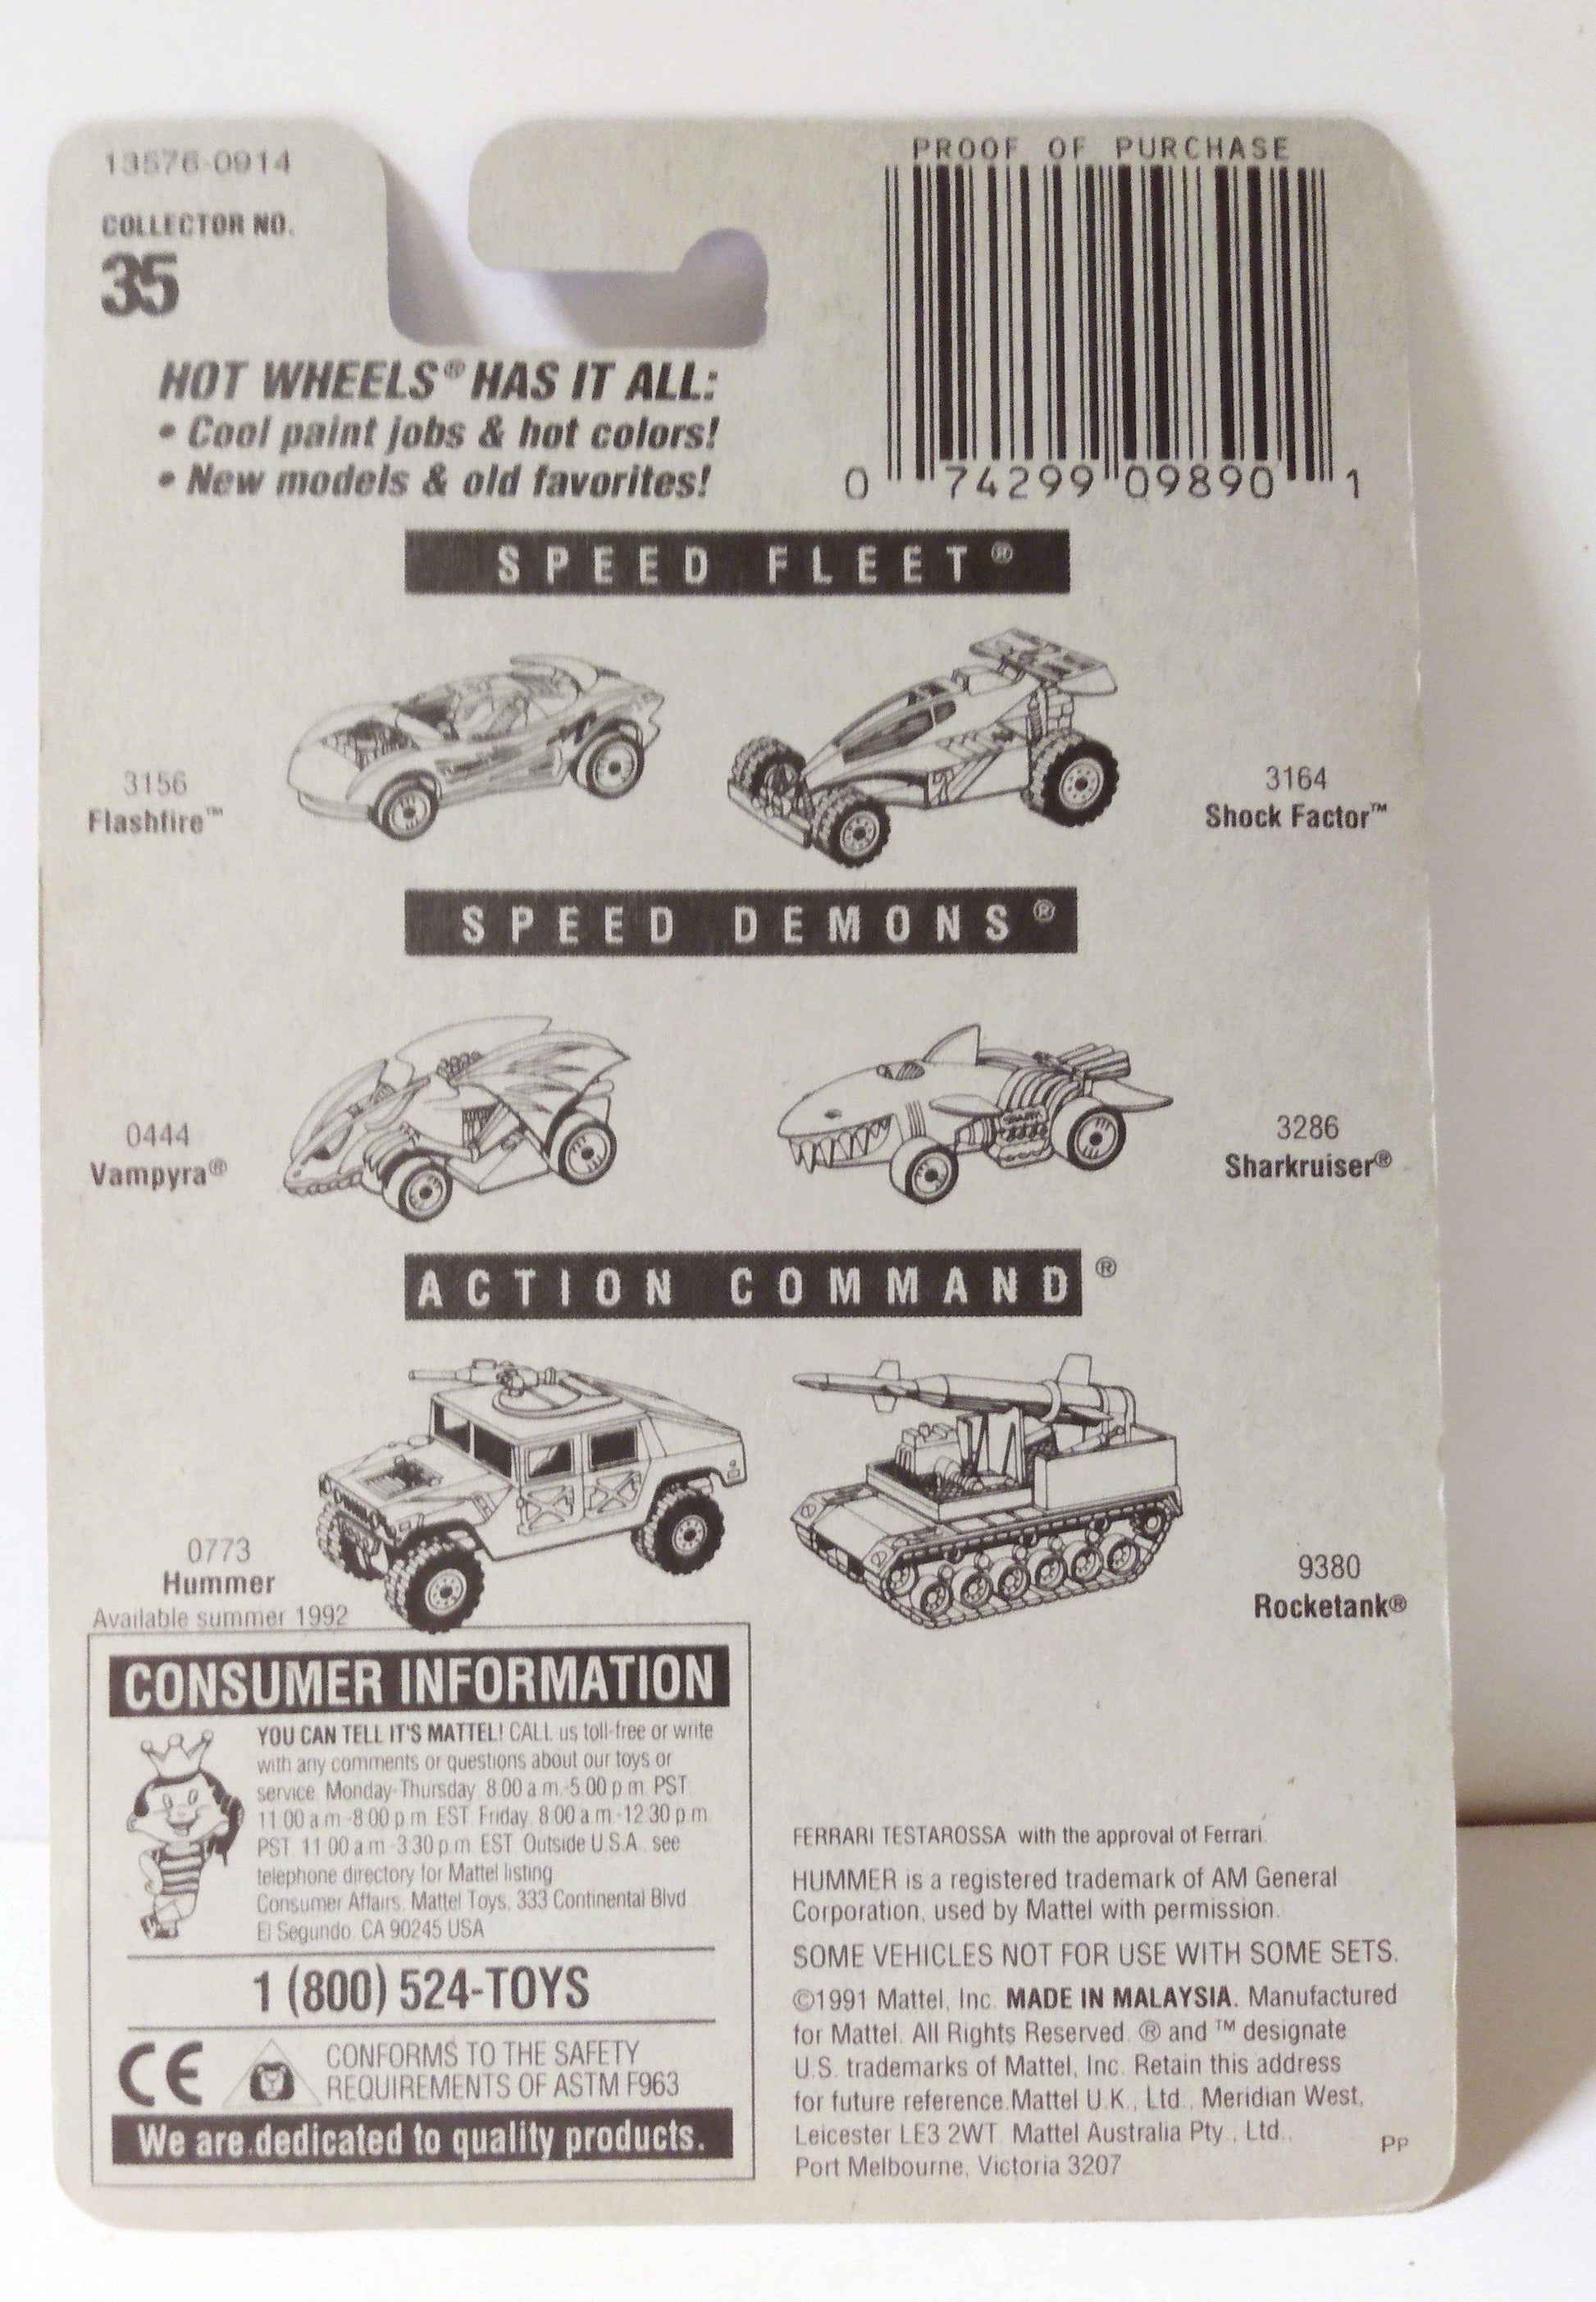 13576-0914
COLLECTOR NO.
35
PROOF OF PURCHASE
0 74299 09890 1
HOT WHEELS® HAS IT ALL:
• Cool paint jobs & hot colors!
• New models & old favorites!
SPEED FLEET®
3156
Flashfire™
3164
Shock Factor™
SPEED DEMONS®
0444
Vampyra®
3286
Sharkruiser®
ACTION COMMAND®
0773
Hummer
Available summer 1992
9380
Rocketank®
CONSUMER INFORMATION
YOU CAN TELL IT'S MATTEL! CALL us toll-free or write
with any comments or questions about our toys or
service. Monday-Thursday, 8:00 a.m.-5:00 p.m. PST,
11:00 a.m.-8:00 p.m. EST. Friday, 8:00 a.m.-12:30 p.m.
PST, 11:00 a.m.-3:30 p.m. EST. Outside U.S.A., see
telephone directory for Mattel listing.
Consumer Affairs, Mattel Toys, 333 Continental Blvd.
El Segundo, CA 90245 USA
1 (800) 524-TOYS
CE
CONFORMS TO THE SAFETY
REQUIREMENTS OF ASTM F963
We are dedicated to quality products.
FERRARI TESTAROSSA with the approval of Ferrari.
HUMMER is a registered trademark of AM General
Corporation, used by Mattel with permission.
SOME VEHICLES NOT FOR USE WITH SOME SETS.
©1991 Mattel, Inc. MADE IN MALAYSIA. Manufactured
for Mattel. All Rights Reserved. ® and ™ designate
U.S. trademarks of Mattel, Inc. Retain this address
for future reference.Mattel U.K., Ltd., Meridian West,
Leicester LE3 2WT. Mattel Australia Pty., Ltd.,
Port Melbourne, Victoria 3207
PP